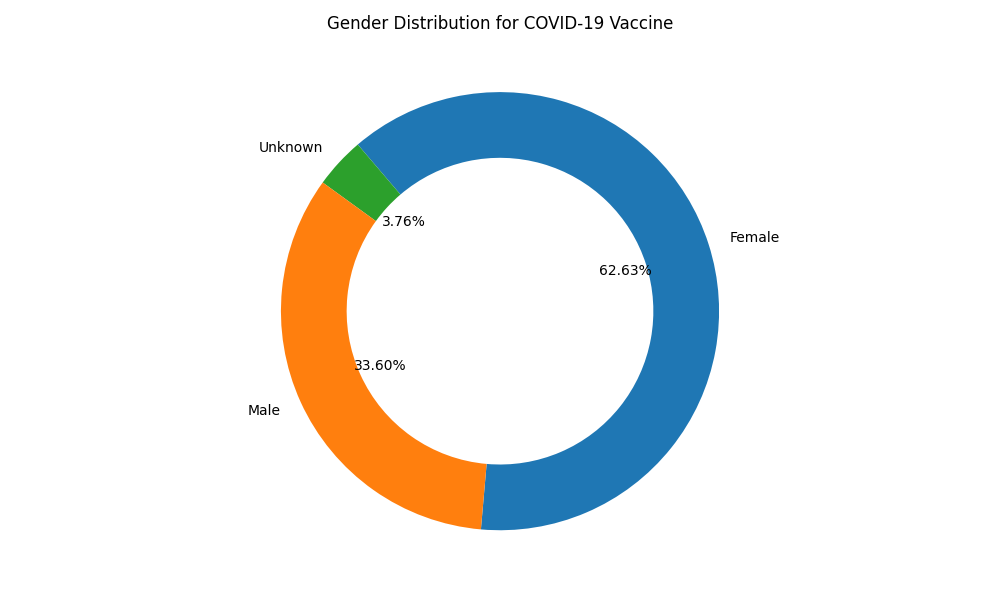 Gender Distribution for COVID-19 Vaccine
Unknown
3.76%
Female
62.63%
33.60%
Male